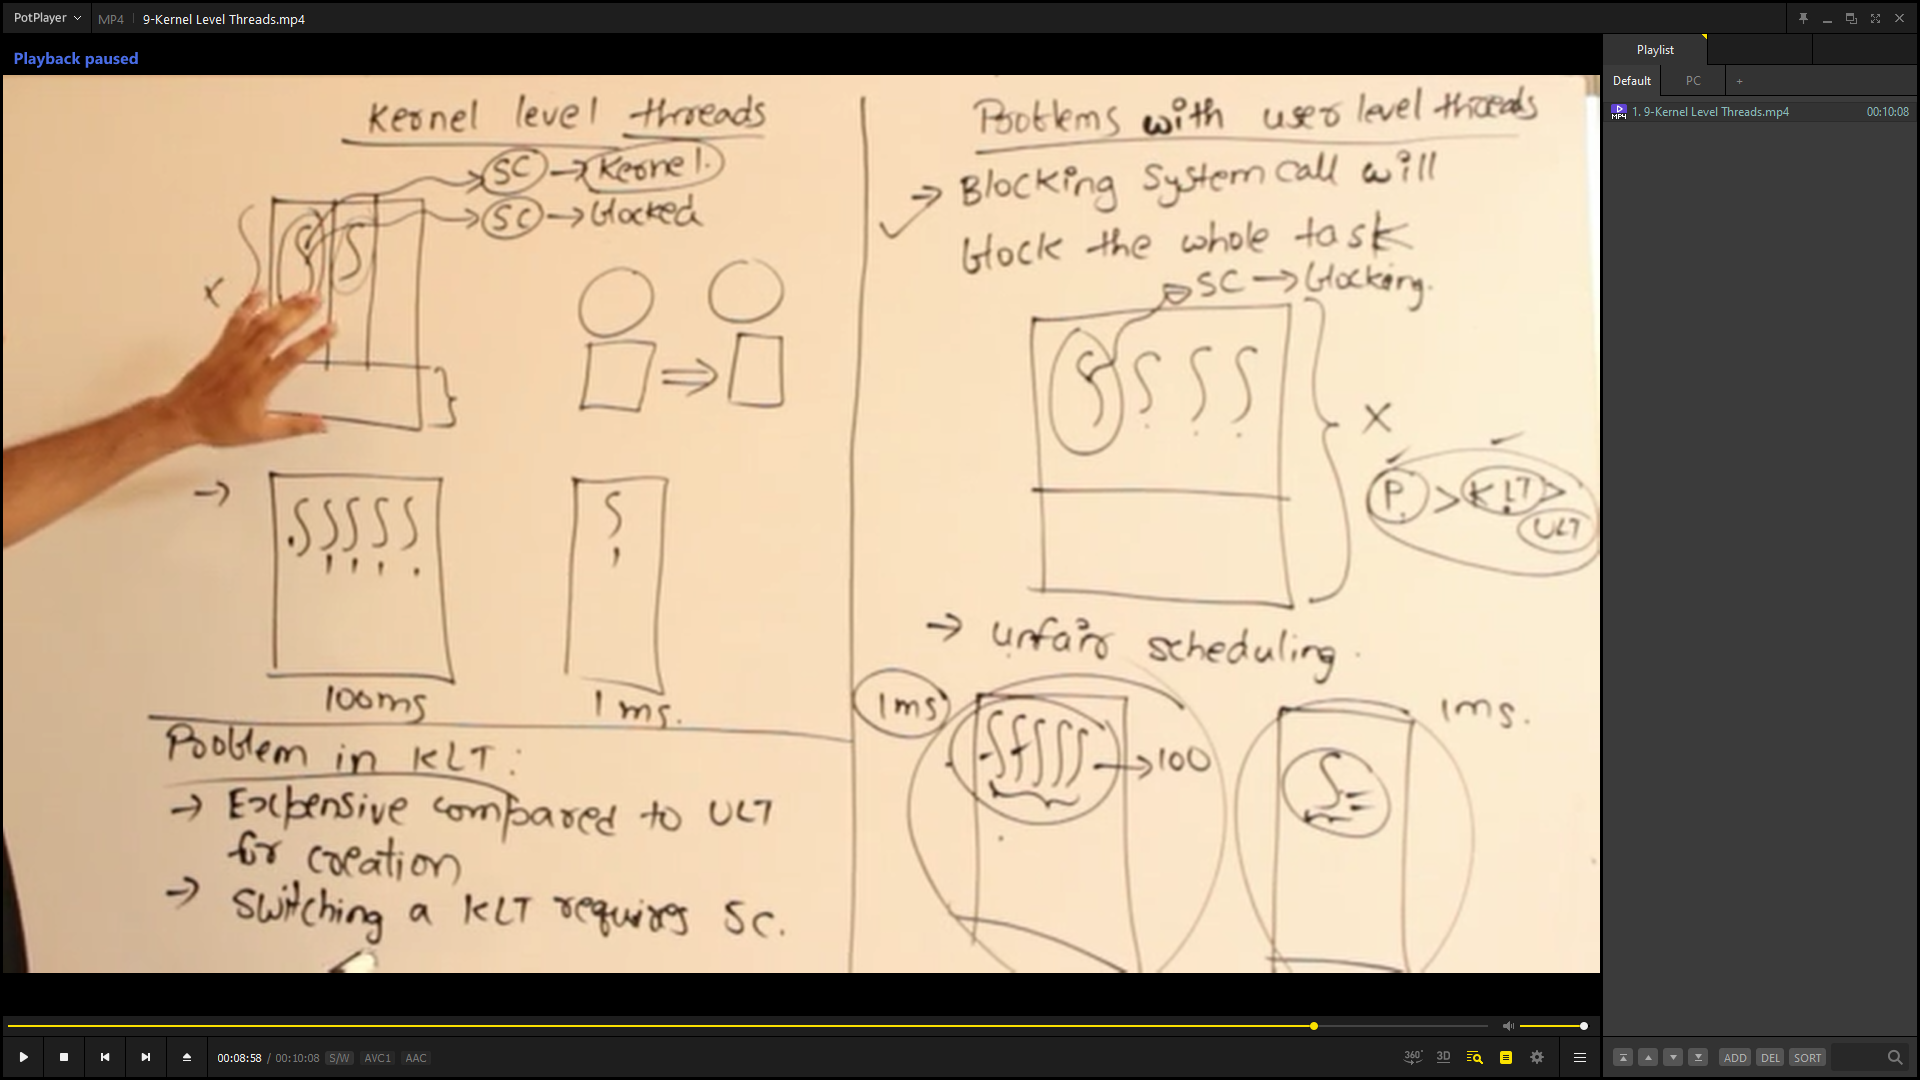 PotPlayer
MP4
9-Kernel Level Threads.mp4
Playback paused
Kernel level threads
SC → Kernel.
SC → blocked
x
→
100ms
1 ms.
Problem in KLT:
→ Expensive compared to ULT
for creation
→ Switching a KLT requires SC.
Problems with user level threads
→ Blocking System call will
block the whole task
SC → blocking.
X
P > KLT >
ULT
→ unfair scheduling.
1ms
→ 100
1ms.
00:08:58 / 00:10:08
S/W
AVC1
AAC
360°
3D
Playlist
Default
PC
+
MP4
1. 9-Kernel Level Threads.mp4
00:10:08
ADD
DEL
SORT